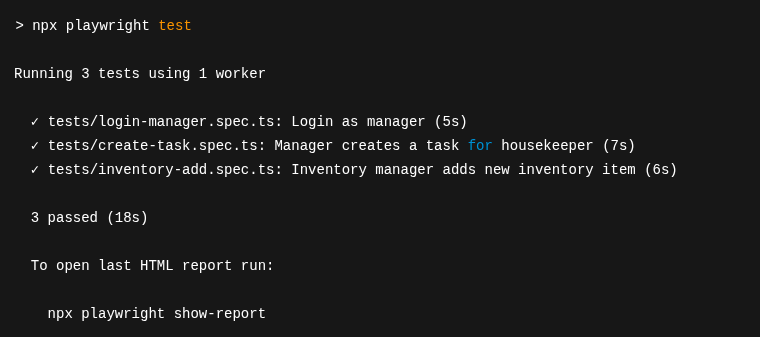 > npx playwright test
Running 3 tests using 1 worker
✓ tests/login-manager.spec.ts: Login as manager (5s)
✓ tests/create-task.spec.ts: Manager creates a task for housekeeper (7s)
✓ tests/inventory-add.spec.ts: Inventory manager adds new inventory item (6s)
3 passed (18s)
To open last HTML report run:
npx playwright show-report